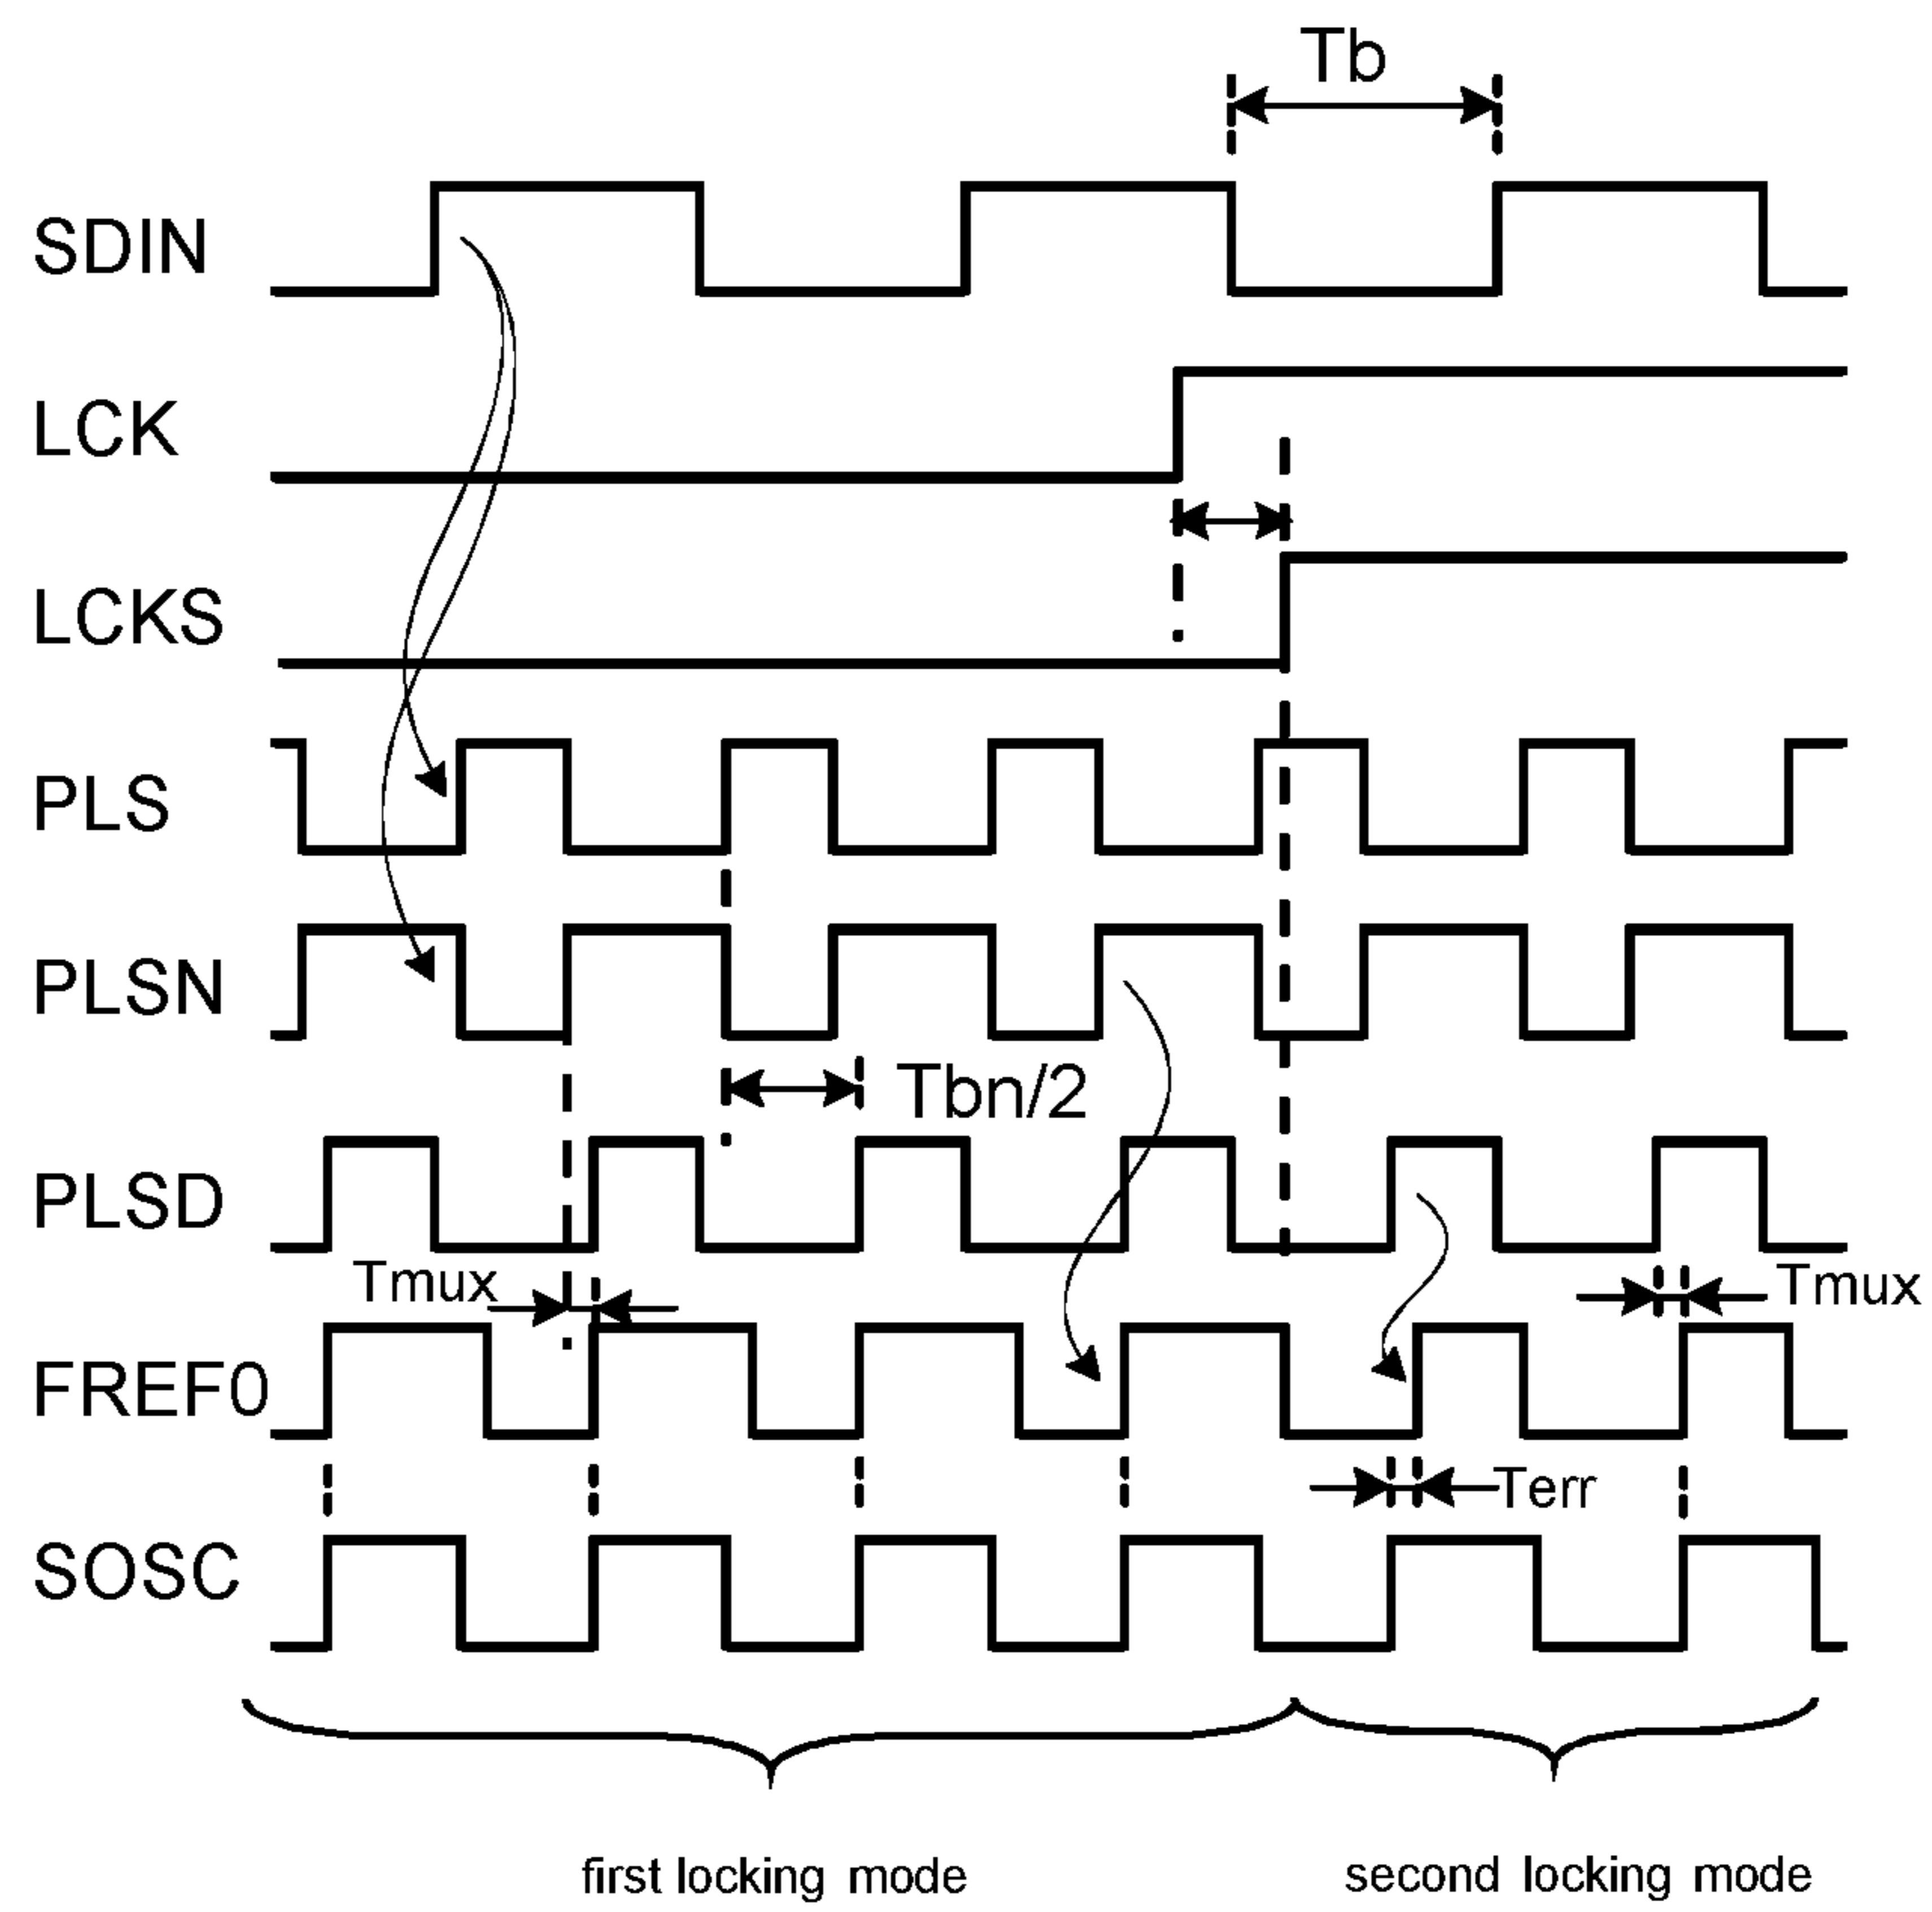 Tb
SDIN
LCK
LCKS
PLS
PLSN
Tbn/2
PLSD
Tmux
Tmux
FREF0
Terr
SOSC
first locking mode
second locking mode